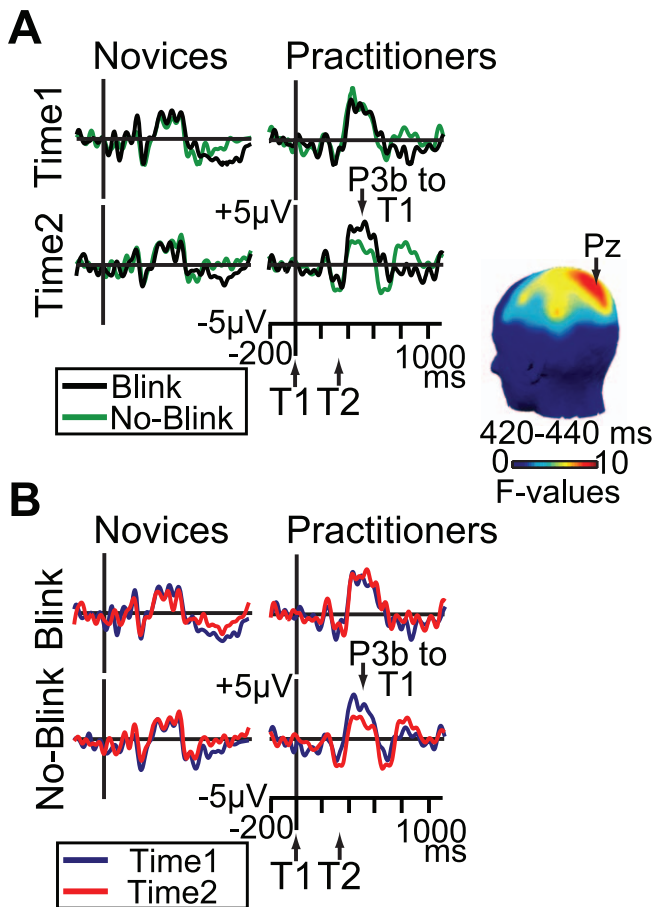 A
Novices Practitioners
Time1
P3b to
T1
+5µV
Time2
Pz
-5µV
-200 1000
ms
Blink
No-Blink
T1 T2
420-440 ms
0 10
F-values
B
Novices Practitioners
Blink
P3b to
T1
+5µV
No-Blink
-5µV
-200 1000
ms
Time1
Time2
T1 T2